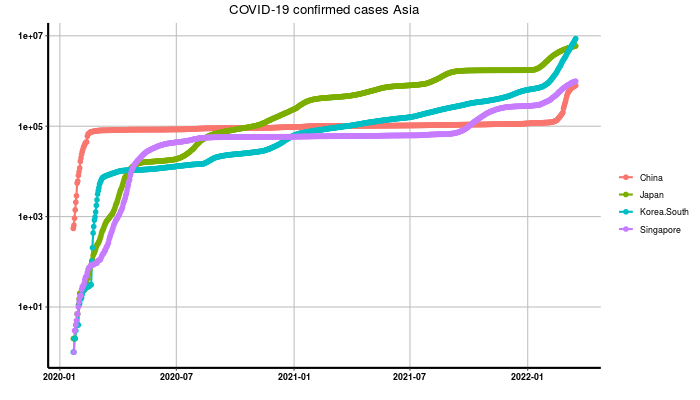 COVID-19 confirmed cases Asia
1e+07
1e+05
1e+03
1e+01
2020-01
2020-07
2021-01
2021-07
2022-01
China
Japan
Korea.South
Singapore